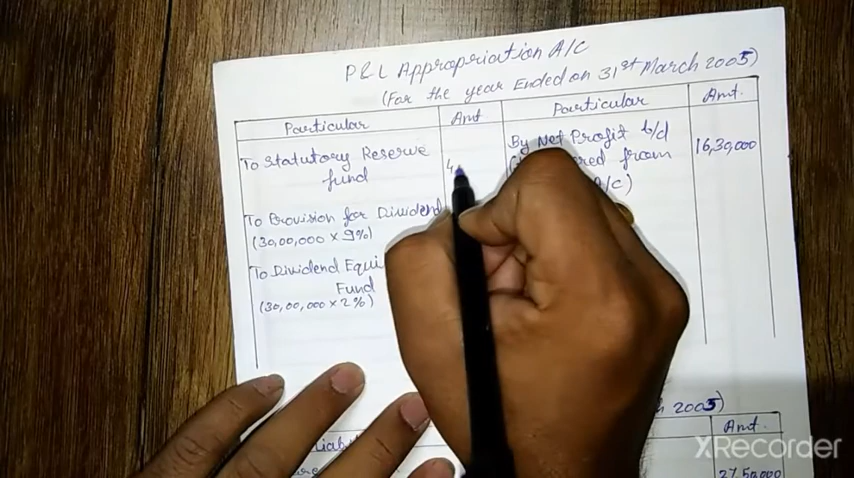 P&L Appropriation A/C
(For the year Ended on 31st March 2005)
Particular Amt Particular Amt.
To Statutory Reserve
fund
4
By Net Profit b/d
from
A/c)
16,30,000
To Provision for Dividend
(30,00,000 x 9%)
To Dividend Equi
Fund
(30,00,000 x 2%)
2005)
Amt.
27,50,000
XRecorder